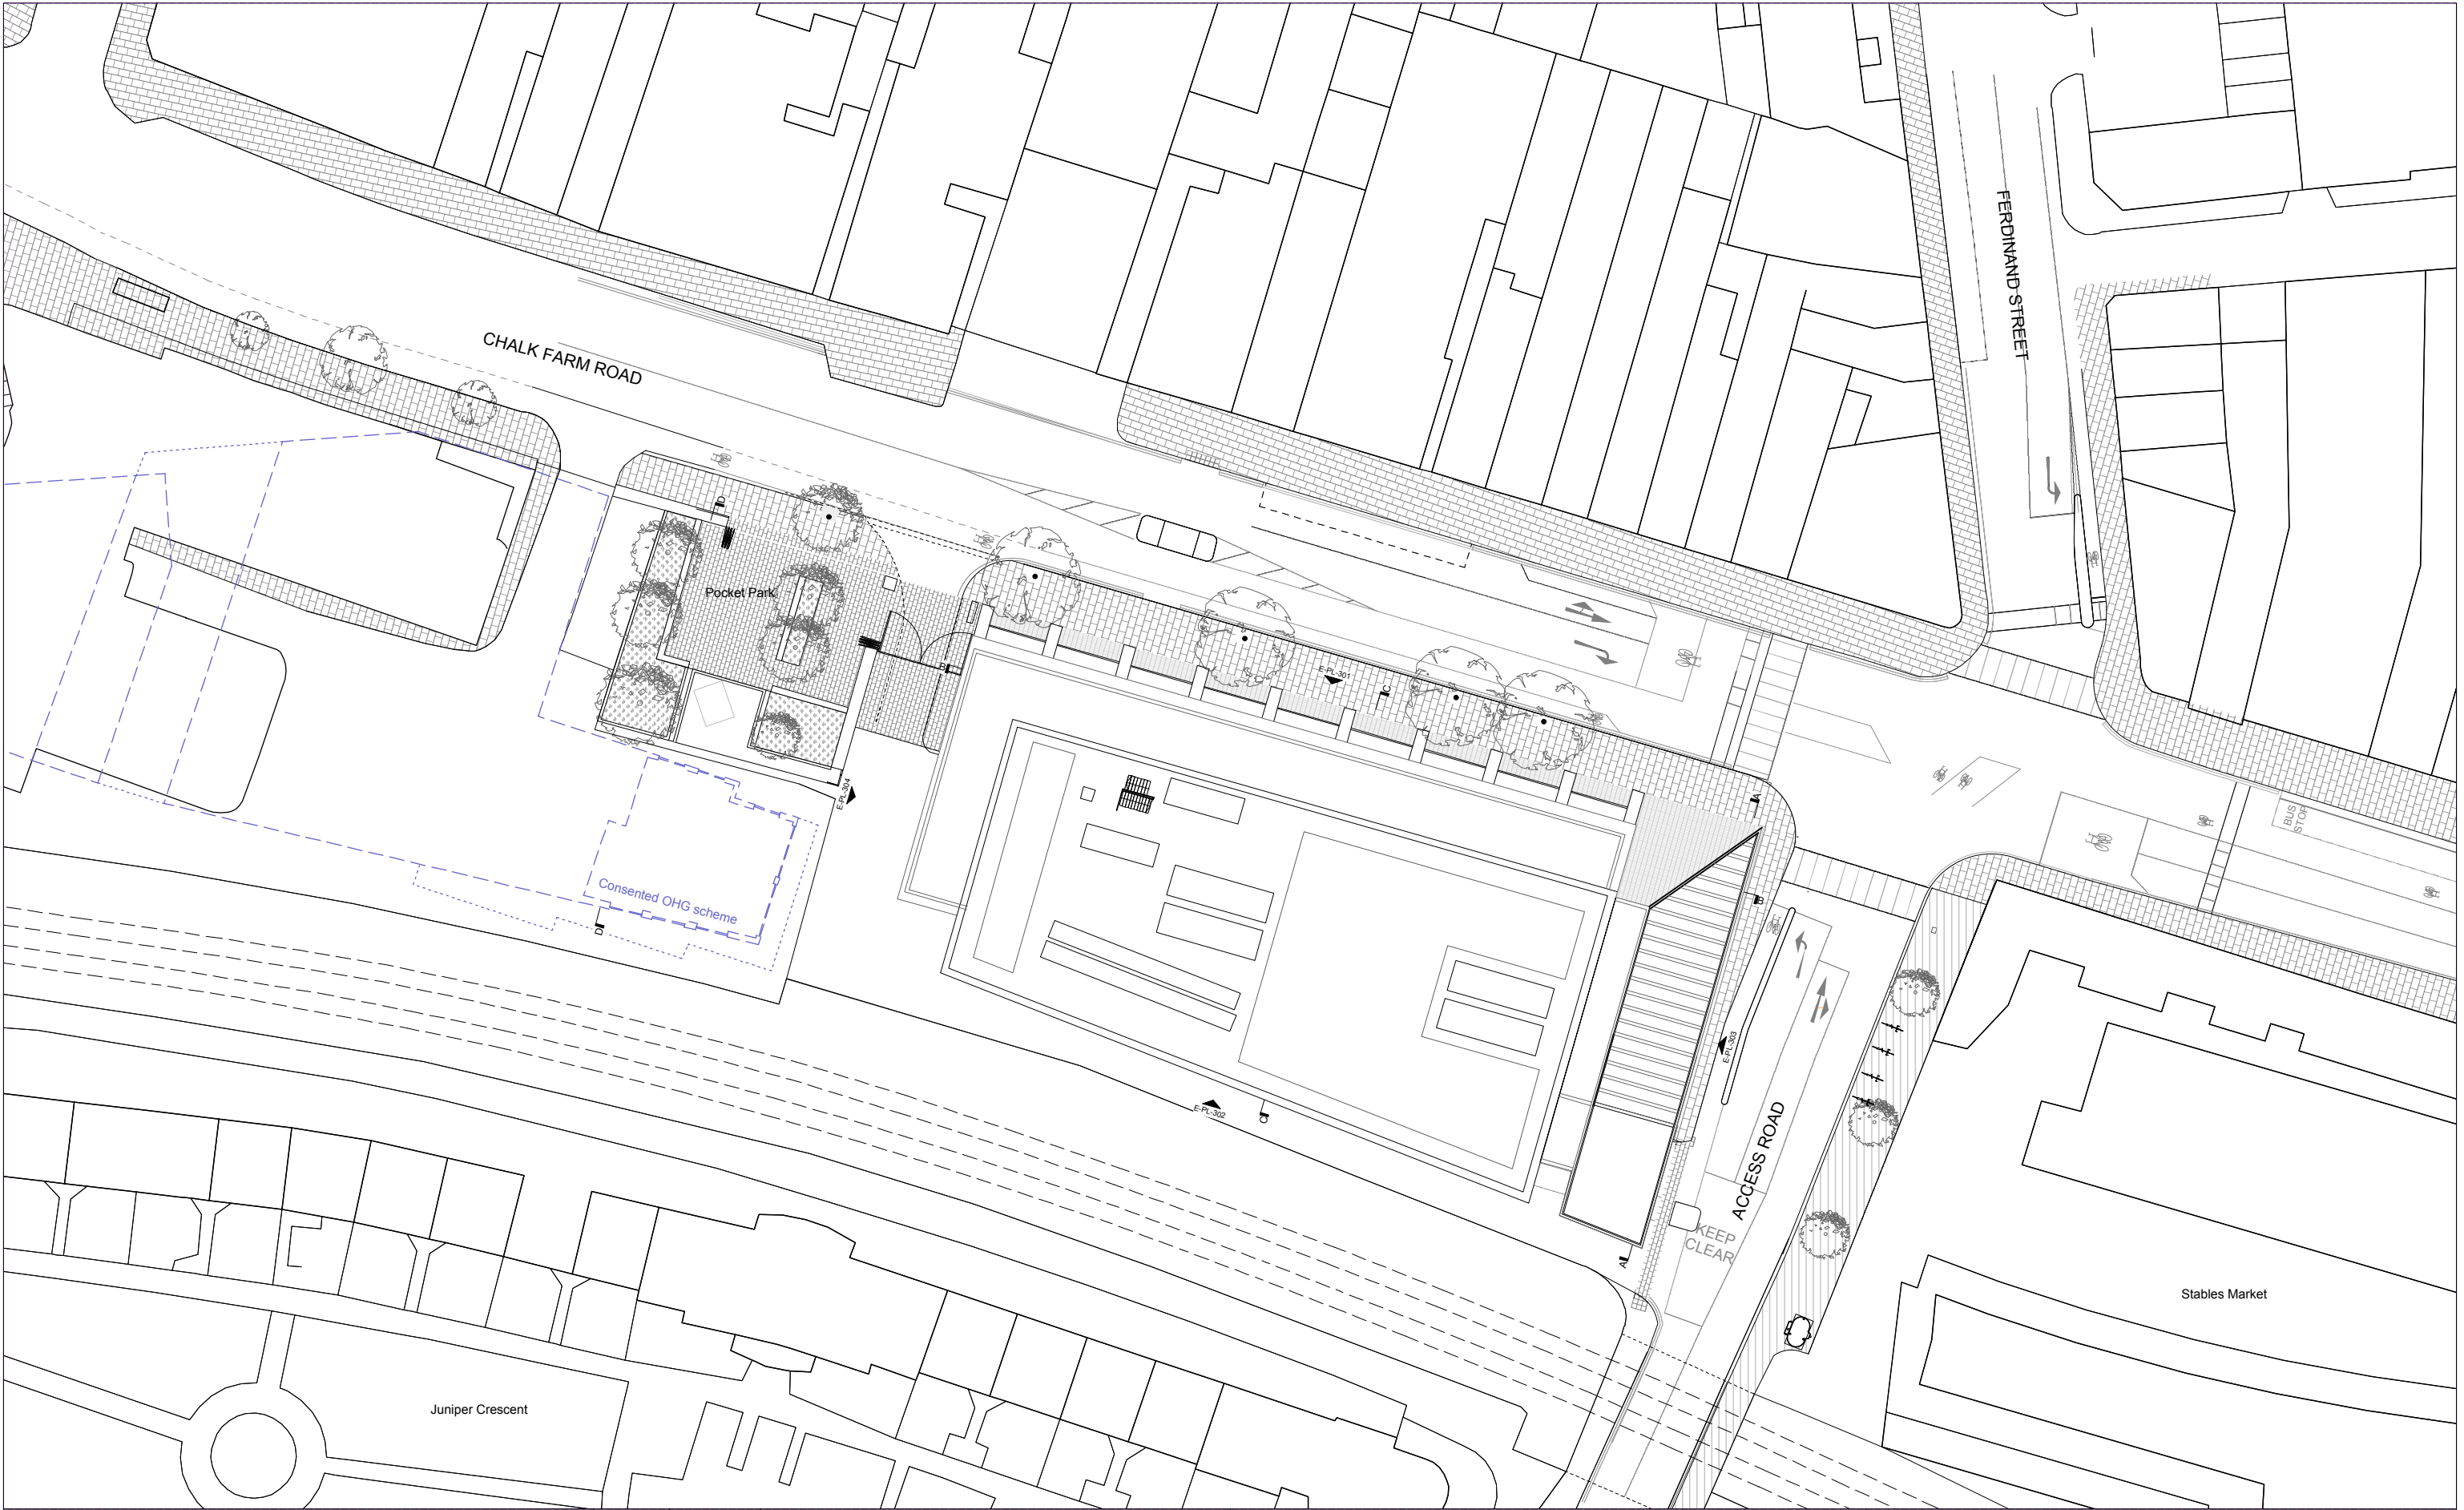 FERDINAND STREET
CHALK FARM ROAD
D
Pocket Park
B
E-PL-301
C
E-PL-304
A
BUS
STOP
Consented OHG scheme
B
D
E-PL-303
E-PL-302
C
ACCESS ROAD
KEEP
CLEAR
A
Stables Market
Juniper Crescent